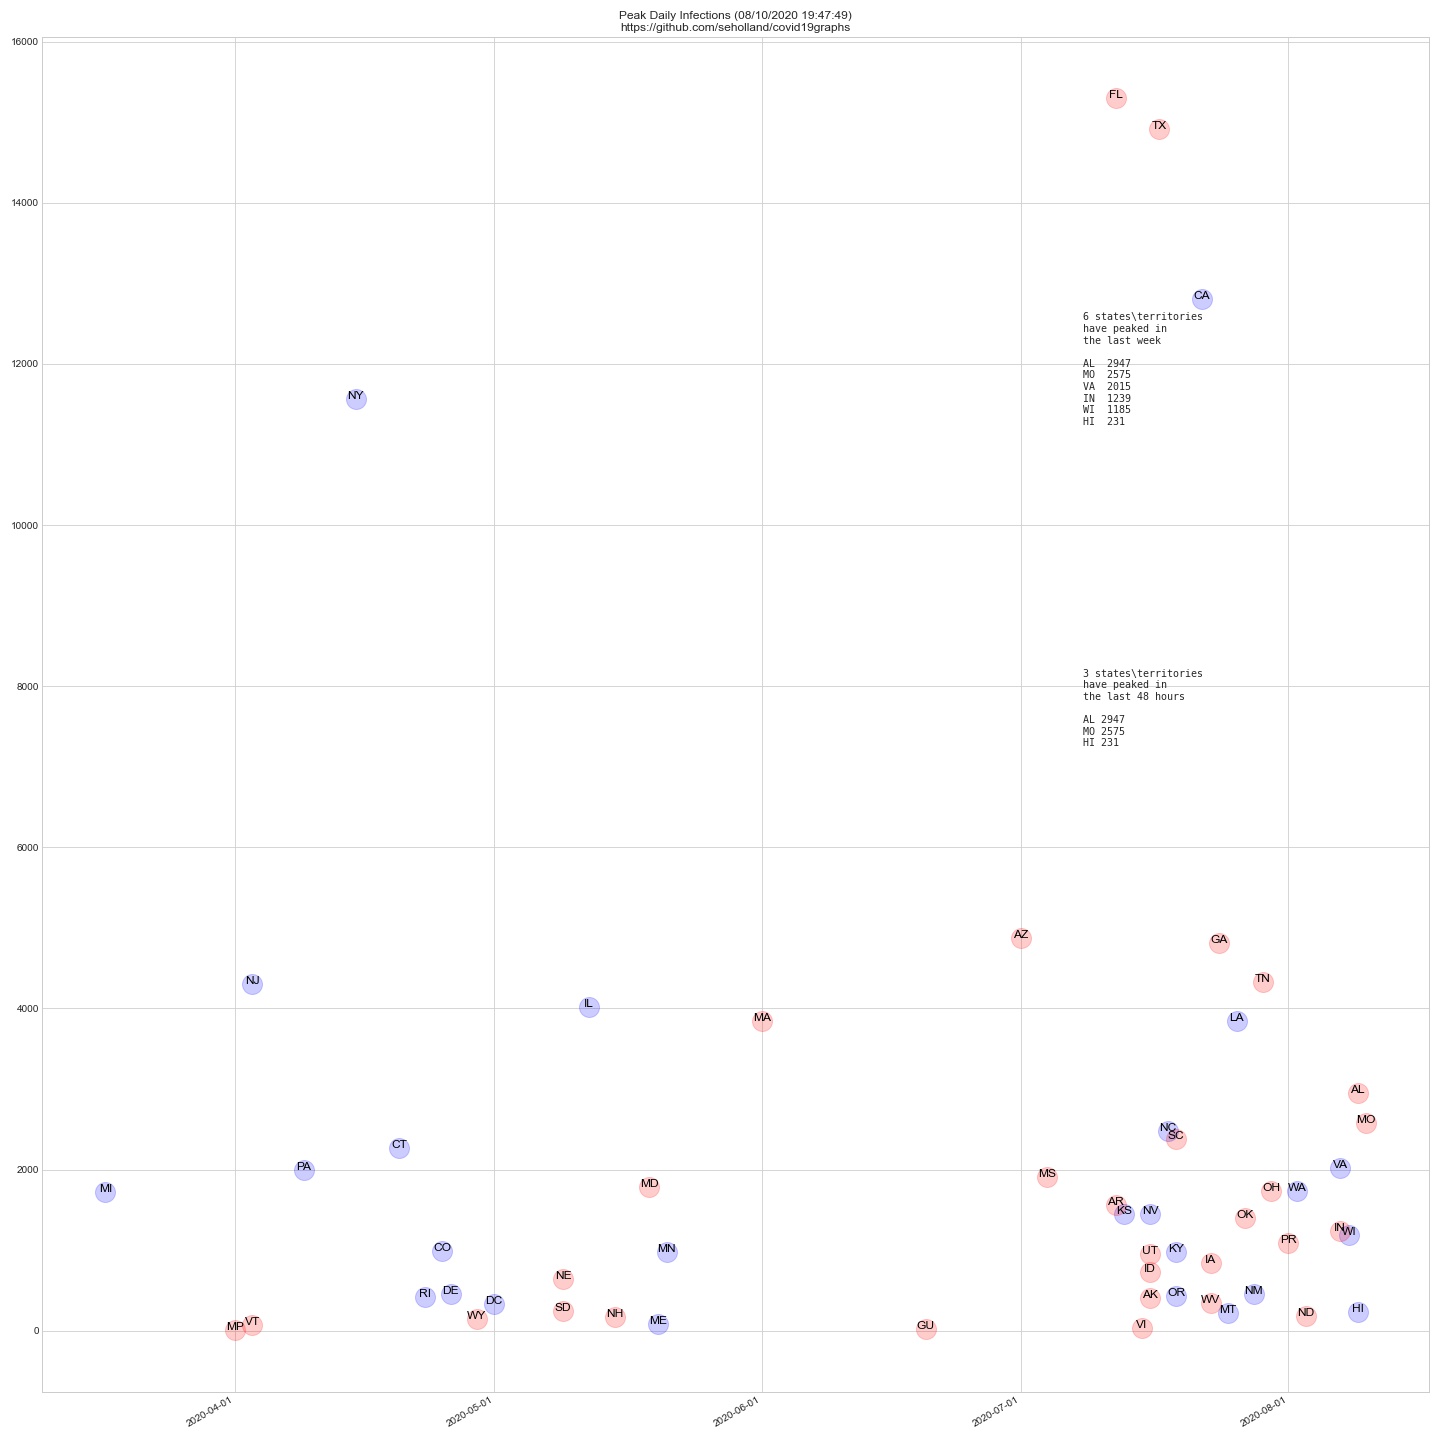 Peak Daily Infections (08/10/2020 19:47:49)
https://github.com/seholland/covid19graphs
16000
FL
TX
14000
CA
6 states\territories
have peaked in
the last week
12000
AL  2947
MO  2575
VA  2015
IN  1239
WI  1185
HI  231
NY
10000
8000
3 states\territories
have peaked in
the last 48 hours
AL 2947
MO 2575
HI 231
6000
AZ
GA
NJ
TN
4000
IL
MA
LA
AL
MO
NC
SC
CT
2000
PA
VA
MS
MI
MD
OH
WA
AR
KS
NV
OK
IN
WI
PR
CO
MN
UT
KY
IA
ID
NE
RI
DE
AK
OR
NM
DC
WV
MT
HI
SD
WY
NH
ND
VT
ME
MP
GU
VI
0
2020-04-01
2020-05-01
2020-06-01
2020-07-01
2020-08-01